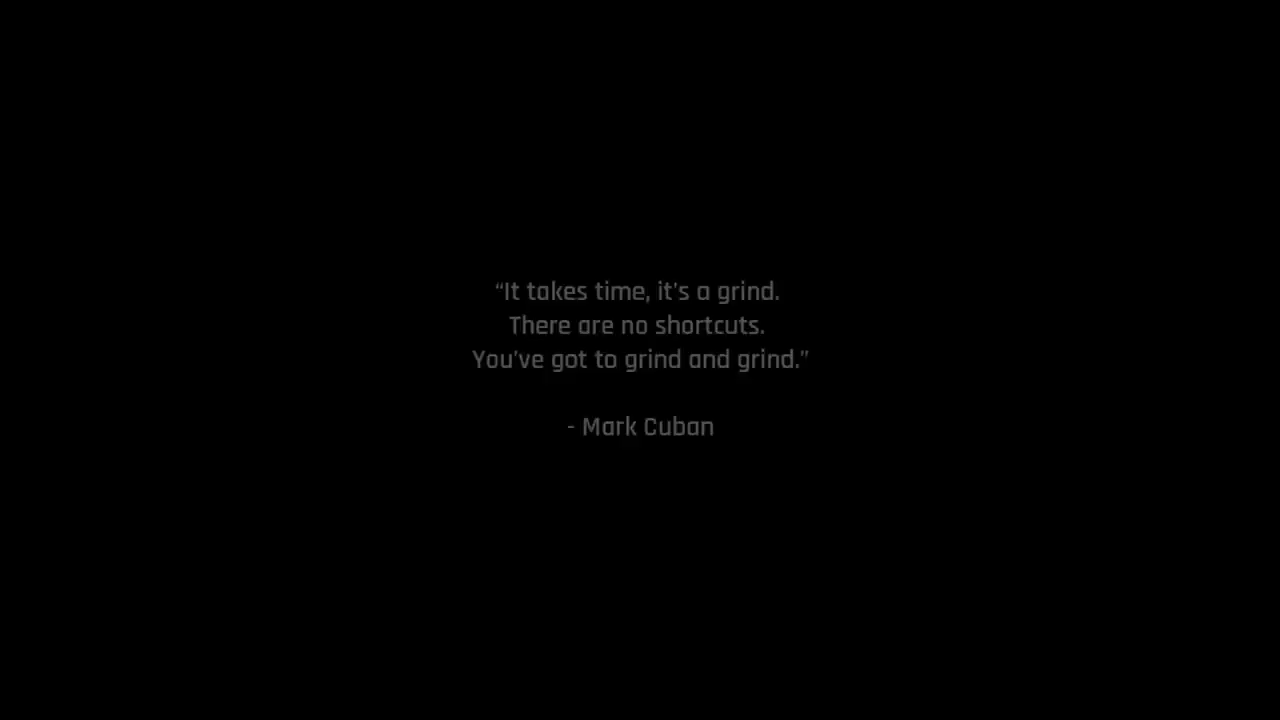 “It takes time, it's a grind.
There are no shortcuts.
You've got to grind and grind.”
- Mark Cuban